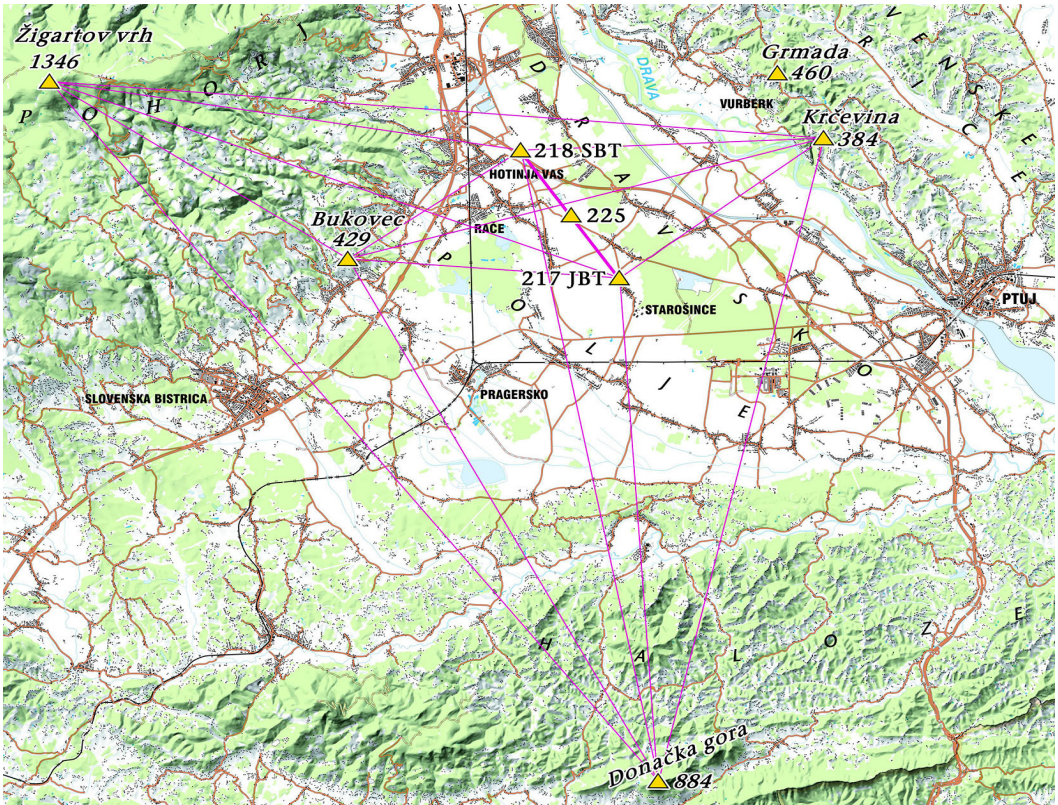 Žigartov vrh
1346
Grmada
460
DRAVA
VURBERK
Krčevina
384
218 SBT
HOTINJA VAS
Bukovec
429
RAČE
225
217 JBT
STAROŠINCE
PTUJ
SLOVENSKA BISTRICA
PRAGERSKO
Donačka gora
884
P O H O R J
D R A V S K O
P O L J E
V E N S K E
R I C E
H A L O Z E